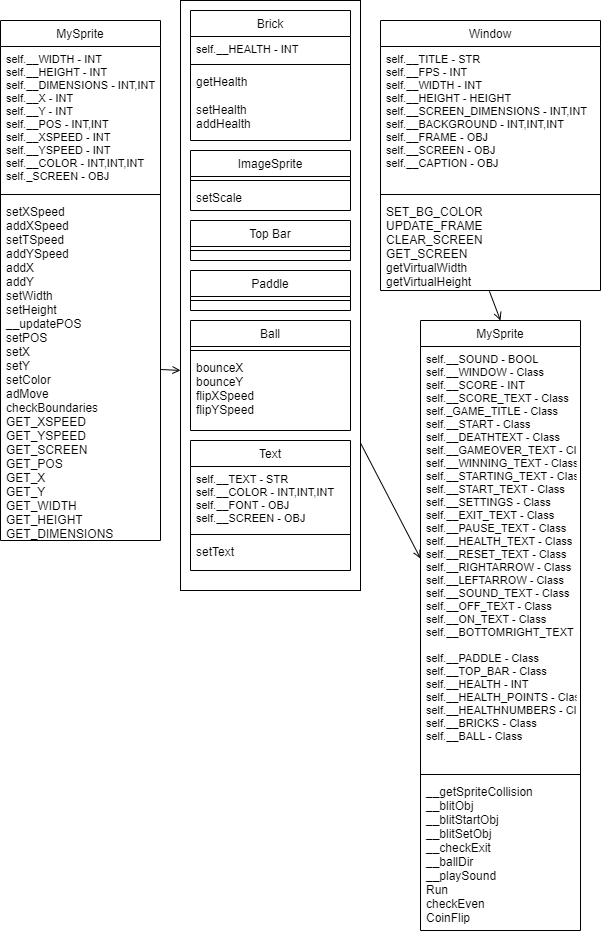 MySprite
self.__WIDTH - INT
self.__HEIGHT - INT
self.__DIMENSIONS - INT,INT
self.__X - INT
self.__Y - INT
self.__POS - INT,INT
self.__XSPEED - INT
self.__YSPEED - INT
self.__COLOR - INT,INT,INT
self._SCREEN - OBJ
setXSpeed
addXSpeed
setTSpeed
addYSpeed
addX
addY
setWidth
setHeight
__updatePOS
setPOS
setX
setY
setColor
adMove
checkBoundaries
GET_XSPEED
GET_YSPEED
GET_SCREEN
GET_POS
GET_X
GET_Y
GET_WIDTH
GET_HEIGHT
GET_DIMENSIONS
Brick
self.__HEALTH - INT
getHealth
setHealth
addHealth
ImageSprite
setScale
Top Bar
Paddle
Ball
bounceX
bounceY
flipXSpeed
flipYSpeed
Text
self.__TEXT - STR
self.__COLOR - INT,INT,INT
self.__FONT - OBJ
self.__SCREEN - OBJ
setText
Window
self.__TITLE - STR
self.__FPS - INT
self.__WIDTH - INT
self.__HEIGHT - HEIGHT
self.__SCREEN_DIMENSIONS - INT,INT
self.__BACKGROUND - INT,INT,INT
self.__FRAME - OBJ
self.__SCREEN - OBJ
self.__CAPTION - OBJ
SET_BG_COLOR
UPDATE_FRAME
CLEAR_SCREEN
GET_SCREEN
getVirtualWidth
getVirtualHeight
MySprite
self.__SOUND - BOOL
self.__WINDOW - Class
self.__SCORE - INT
self.__SCORE_TEXT - Class
self._GAME_TITLE - Class
self.__START - Class
self.__DEATHTEXT - Class
self.__GAMEOVER_TEXT - Cl
self.__WINNING_TEXT - Class
self.__STARTING_TEXT - Class
self.__START_TEXT - Class
self.__SETTINGS - Class
self.__EXIT_TEXT - Class
self.__PAUSE_TEXT - Class
self.__HEALTH_TEXT - Class
self.__RESET_TEXT - Class
self.__RIGHTARROW - Class
self.__LEFTARROW - Class
self.__SOUND_TEXT - Class
self.__OFF_TEXT - Class
self.__ON_TEXT - Class
self.__BOTTOMRIGHT_TEXT
self.__PADDLE - Class
self.__TOP_BAR - Class
self.__HEALTH - INT
self.__HEALTH_POINTS - Clas
self.__HEALTHNUMBERS - Cl
self.__BRICKS - Class
self.__BALL - Class
__getSpriteCollision
__blitObj
__blitStartObj
__blitSetObj
__checkExit
__ballDir
__playSound
Run
checkEven
CoinFlip